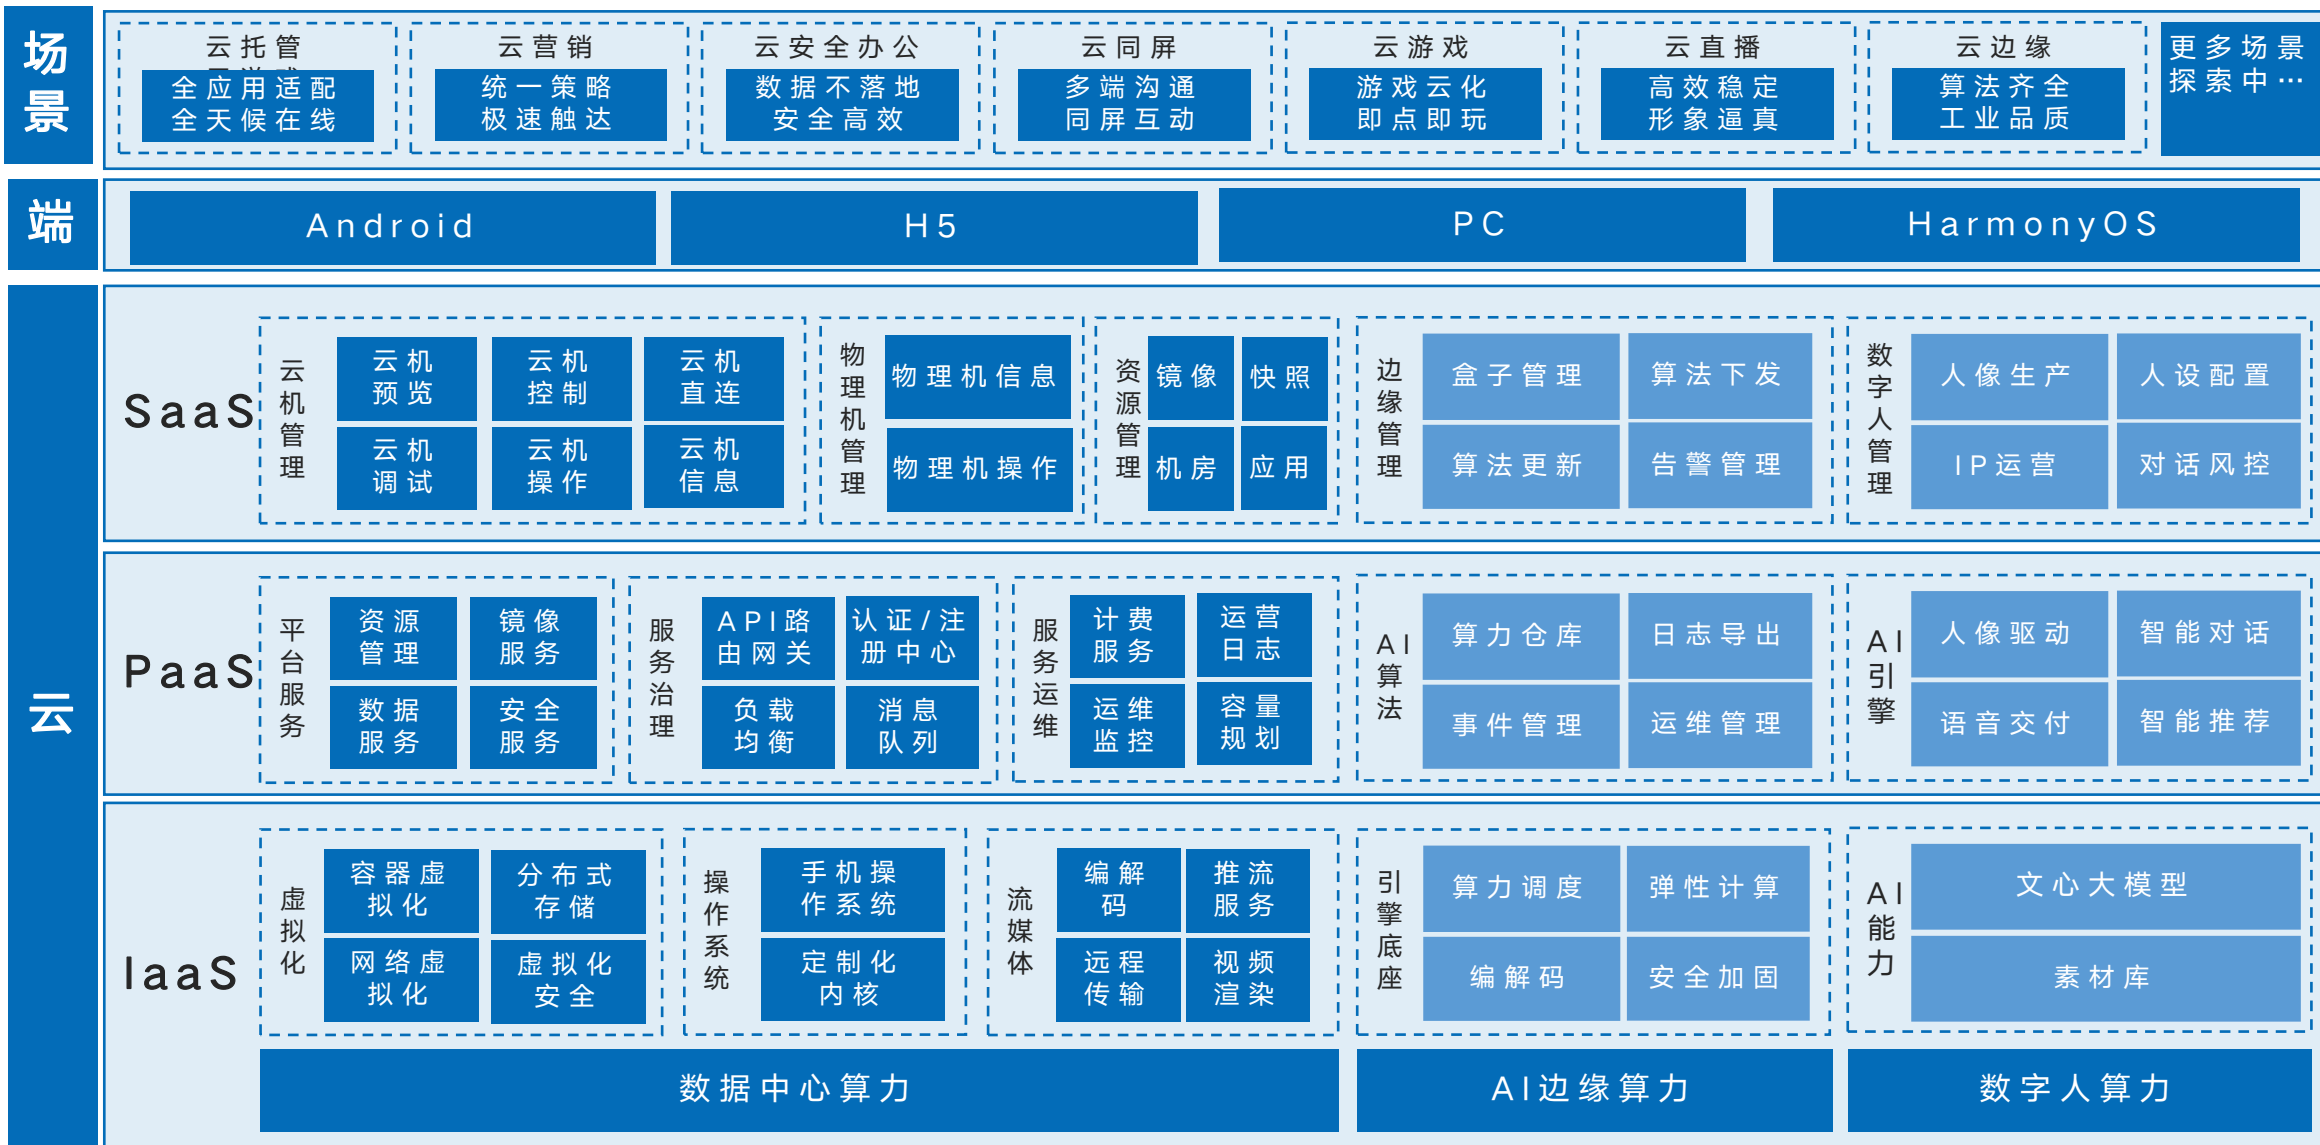 场景
云托管
全应用适配
全天候在线
云营销
统一策略
极速触达
云安全办公
数据不落地
安全高效
云同屏
多端沟通
同屏互动
云游戏
游戏云化
即点即玩
云直播
高效稳定
形象逼真
云边缘
算法齐全
工业品质
更多场景
探索中…
端
Android
H5
PC
HarmonyOS
云
SaaS
云机管理
云机
预览
云机
控制
云机
直连
云机
调试
云机
操作
云机
信息
物理机管理
物理机信息
物理机操作
资源管理
镜像
快照
机房
应用
边缘管理
盒子管理
算法下发
算法更新
告警管理
数字人管理
人像生产
人设配置
IP运营
对话风控
PaaS
平台服务
资源
管理
镜像
服务
数据
服务
安全
服务
服务治理
API路
由网关
认证/注
册中心
负载
均衡
消息
队列
服务运维
计费
服务
运营
日志
运维
监控
容量
规划
AI
算法
算力仓库
日志导出
事件管理
运维管理
AI
引擎
人像驱动
智能对话
语音交付
智能推荐
IaaS
虚拟化
容器虚
拟化
分布式
存储
网络虚
拟化
虚拟化
安全
操作系统
手机操
作系统
定制化
内核
流媒体
编解
码
推流
服务
远程
传输
视频
渲染
引擎底座
算力调度
弹性计算
编解码
安全加固
AI
能力
文心大模型
素材库
数据中心算力
AI边缘算力
数字人算力